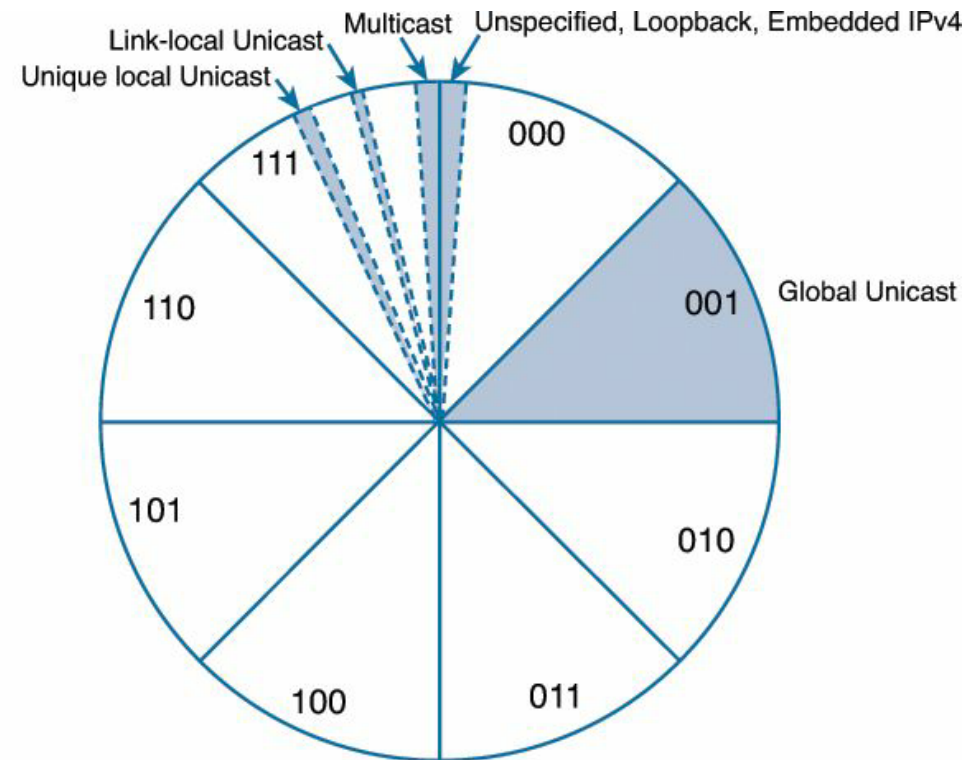 Multicast
Unspecified, Loopback, Embedded IPv4
Link-local Unicast
Unique local Unicast
000
111
001
Global Unicast
110
101
010
100
011